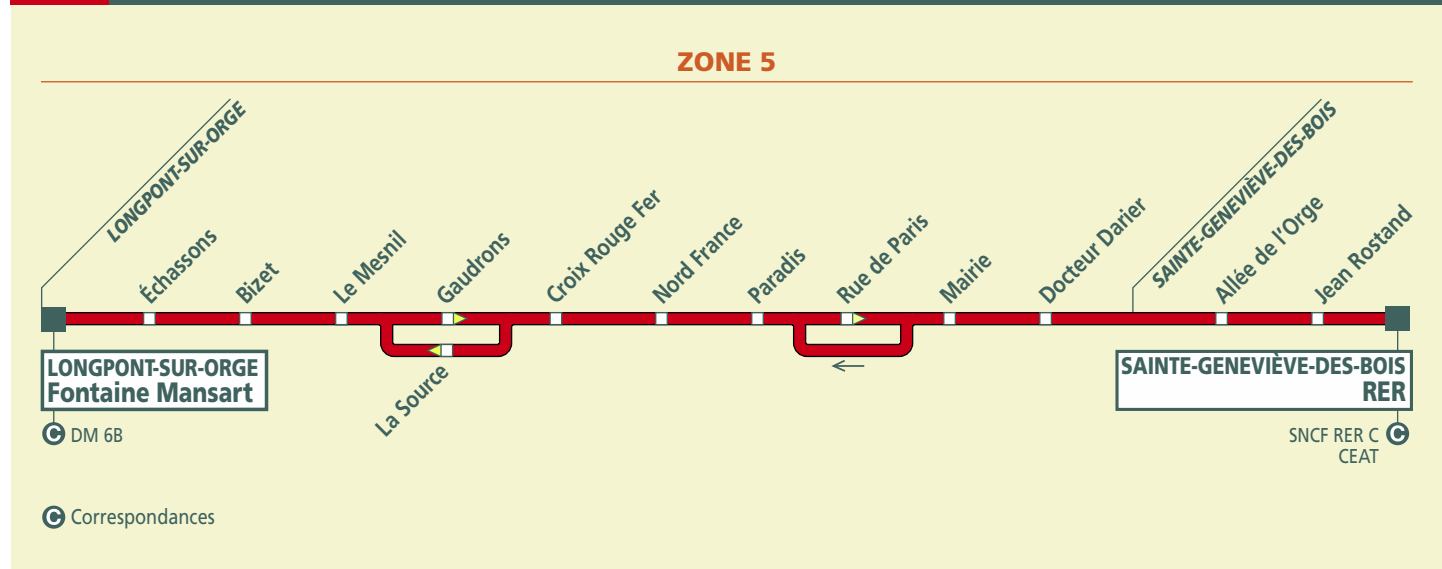 ZONE 5
LONGPONT-SUR-ORGE
Échassons
Bizet
Le Mesnil
Gaudrons
Croix Rouge Fer
Nord France
Paradis
Rue de Paris
Mairie
Docteur Darier
SAINTE-GENEVIÈVE-DES-BOIS
Allée de l'Orge
Jean Rostand
La Source
LONGPONT-SUR-ORGE
Fontaine Mansart
C DM 6B
SAINTE-GENEVIÈVE-DES-BOIS
RER
SNCF RER C C
CEAT
C Correspondances